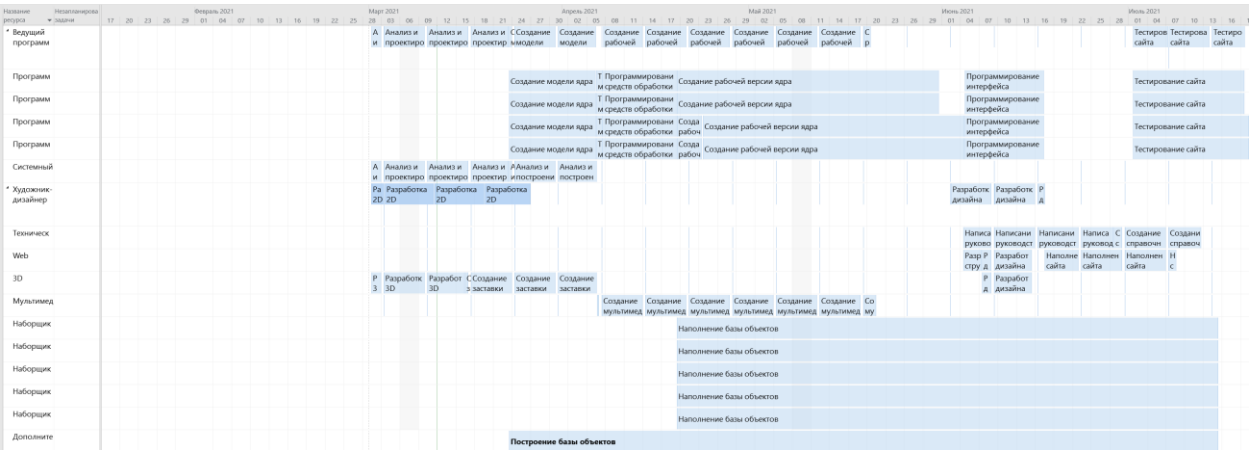 Название ресурса
Незапланирова задачи
Февраль 2021
Март 2021
Апрель 2021
Май 2021
Июнь 2021
Июль 2021
17 20 23 26 29 01 04 07 10 13 16 19 22 25 28 03 06 09 12 15 18 21 24 27 30 02 05 08 11 14 17 20 23 26 29 02 05 08 11 14 17 20 23 26 29 01 04 07 10 13 16 19 22 25 28 01 04 07 10 13 16
Ведущий программ
А и
Анализ и проектиро
Анализ и проектиро
Анализ и проектир
Создание модели
Создание модели
Создание рабочей
Создание рабочей
Создание рабочей
Создание рабочей
Создание рабочей
Создание рабочей
С р
Тестиров сайта
Тестирова сайта
Тестиро сайта
Программ
Создание модели ядра
Т м
Программировани средств обработки
Создание рабочей версии ядра
Программирование интерфейса
Тестирование сайта
Программ
Создание модели ядра
Т м
Программировани средств обработки
Создание рабочей версии ядра
Программирование интерфейса
Тестирование сайта
Программ
Создание модели ядра
Т м
Программировани средств обработки
Созда рабоч
Создание рабочей версии ядра
Программирование интерфейса
Тестирование сайта
Программ
Создание модели ядра
Т м
Программировани средств обработки
Созда рабоч
Создание рабочей версии ядра
Программирование интерфейса
Тестирование сайта
Системный
А и
Анализ и проектиро
Анализ и проектиро
Анализ и проектир
Анализ и построени
Анализ и построен
Художник-дизайнер
Ра 2D
Разработка 2D
Разработка 2D
Разработка 2D
Разработк дизайна
Разработк дизайна
Р д
Техническ
Написа руково
Написани руководст
Написани руководст
Написа руковод
С с
Создание справочн
Создани справоч
Web
Разр стру
Р д
Разработ дизайна
Наполне сайта
Наполнен сайта
Наполнен сайта
Н с
3D
Р 3
Разработк 3D
Разработ 3D
Создание заставки
Создание заставки
Создание заставки
Р д
Разработ дизайна
Мультимед
Создание мультимед
Создание мультимед
Создание мультимед
Создание мультимед
Создание мультимед
Создание мультимед
Со му
Наборщик
Наполнение базы объектов
Наборщик
Наполнение базы объектов
Наборщик
Наполнение базы объектов
Наборщик
Наполнение базы объектов
Наборщик
Наполнение базы объектов
Дополните
Построение базы объектов